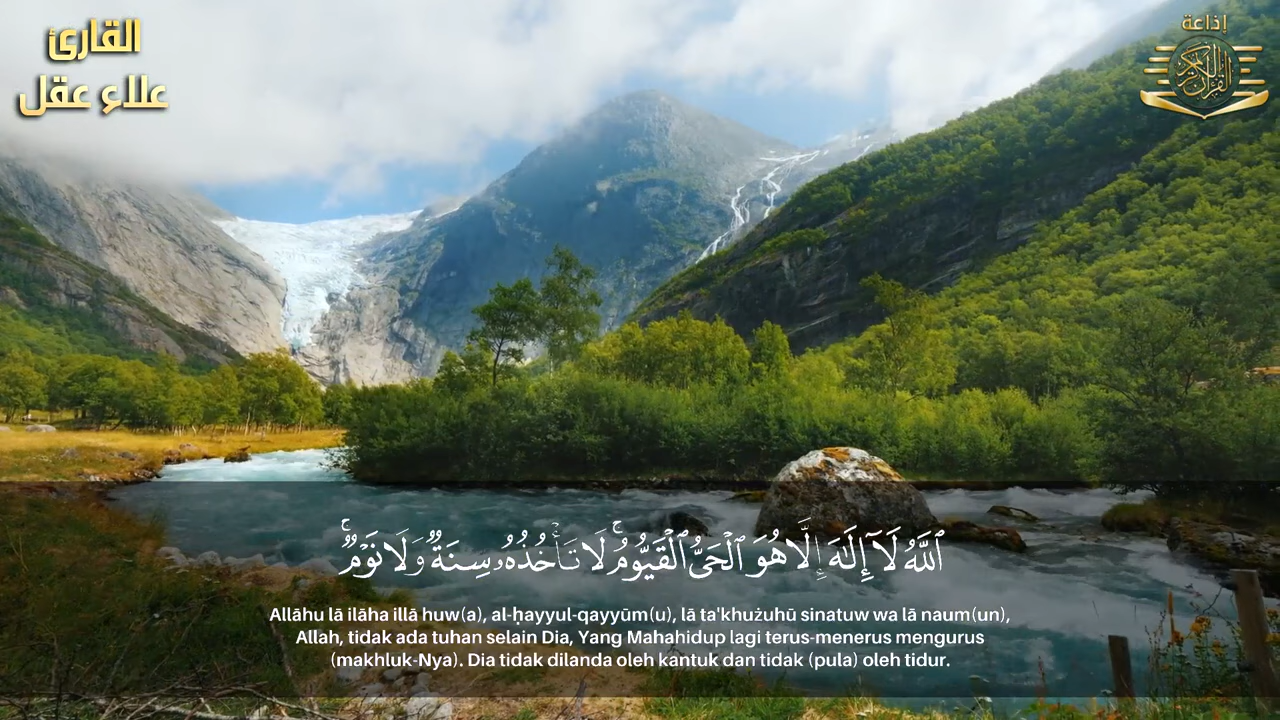 القارئ
علاء عقل
إذاعة
القرآن الكريم
ٱللَّهُ لَآ إِلَٰهَ إِلَّا هُوَ ٱلْحَىُّ ٱلْقَيُّومُ ۚ لَا تَأْخُذُهُۥ سِنَةٌ وَلَا نَوْمٌ ۚ
Allāhu lā ilāha illā huw(a), al-ḥayyul-qayyūm(u), lā ta'khużuhū sinatuw wa lā naum(un),
Allah, tidak ada tuhan selain Dia, Yang Mahahidup lagi terus-menerus mengurus
(makhluk-Nya). Dia tidak dilanda oleh kantuk dan tidak (pula) oleh tidur.